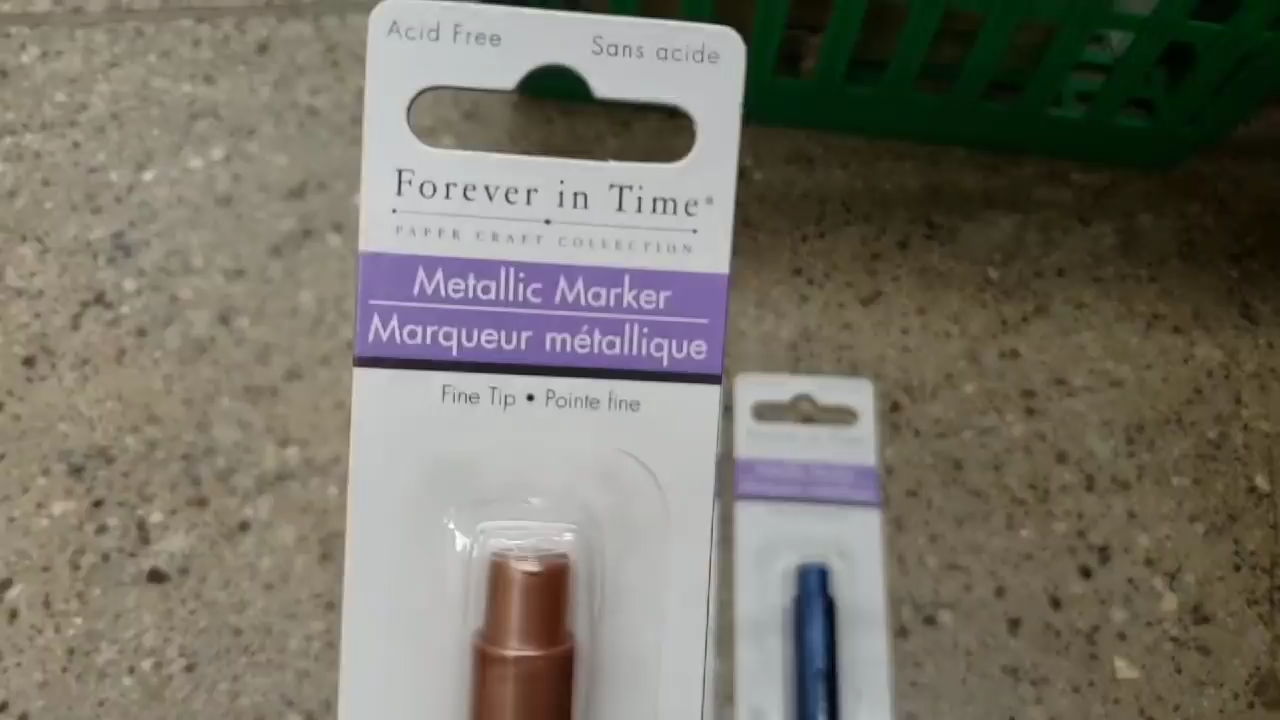 Acid Free Sans acide
Forever in Time®
PAPER CRAFT COLLECTION
Metallic Marker
Marqueur métallique
Fine Tip • Pointe fine